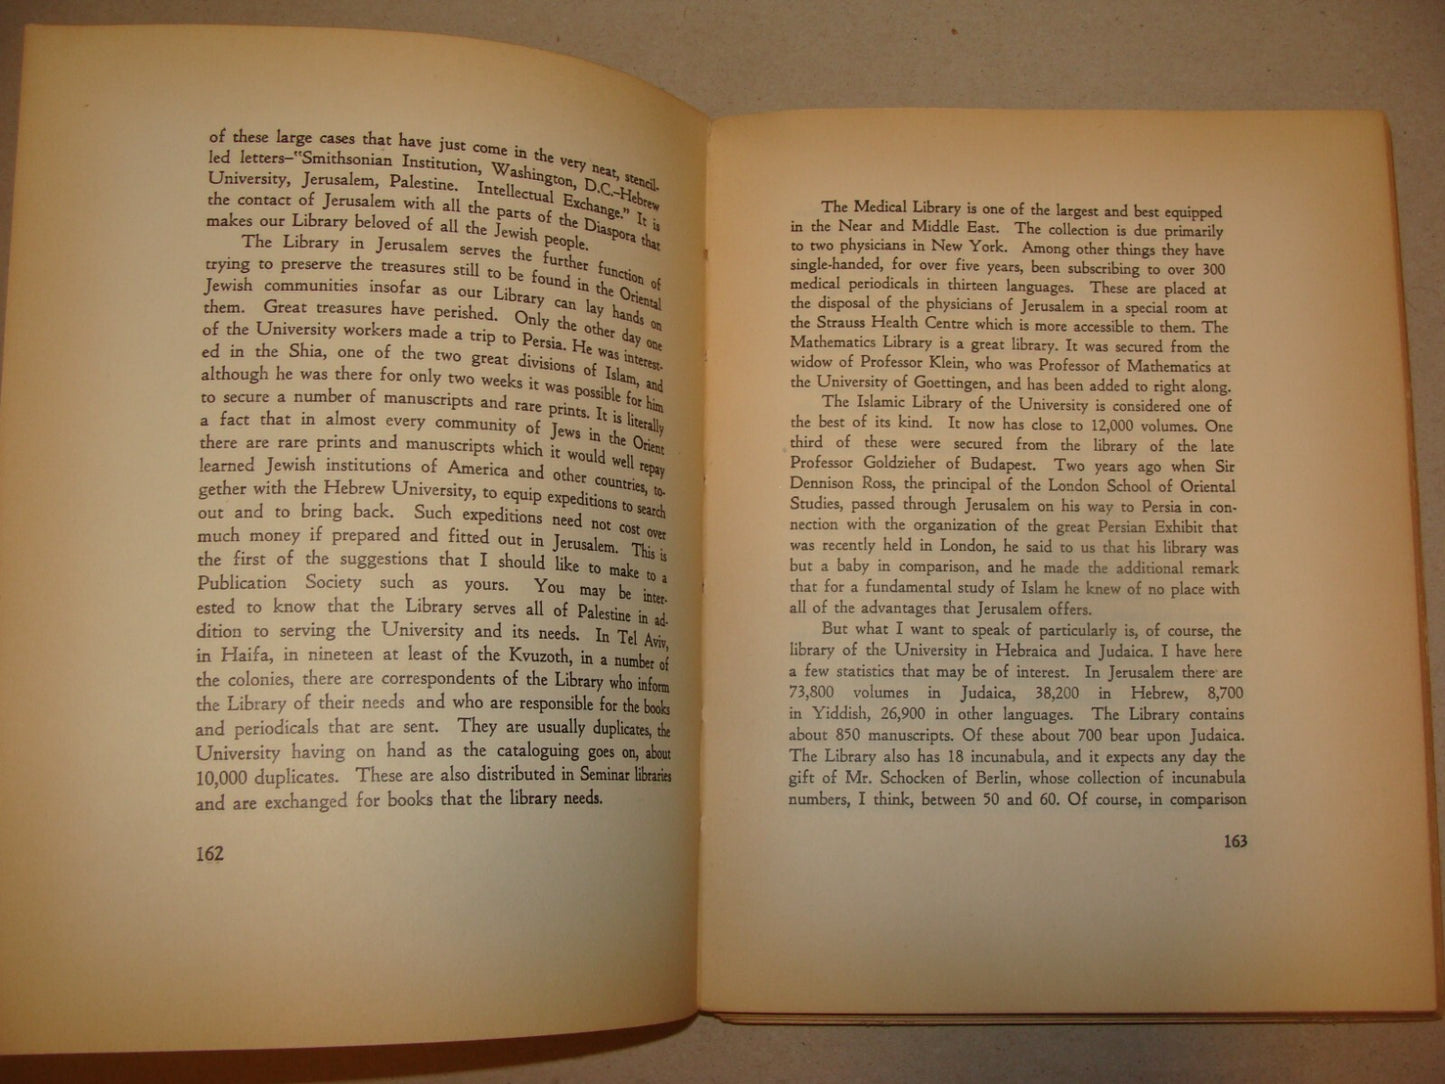 of these large cases that have just come in the very neat, stencil-
led letters–"Smithsonian Institution, Washington, D.C.–Hebrew
University, Jerusalem, Palestine. Intellectual Exchange." It is
the contact of Jerusalem with all the parts of the Diaspora that
makes our Library beloved of all the Jewish people.
The Library in Jerusalem serves the further function of
trying to preserve the treasures still to be found in the Oriental
Jewish communities insofar as our Library can lay hands on
them. Great treasures have perished. Only the other day one
of the University workers made a trip to Persia. He was interest-
ed in the Shia, one of the two great divisions of Islam, and
although he was there for only two weeks it was possible for him
to secure a number of manuscripts and rare prints. It is literally
a fact that in almost every community of Jews in the Orient
there are rare prints and manuscripts which it would well repay
learned Jewish institutions of America and other countries, to-
gether with the Hebrew University, to equip expeditions to search
out and to bring back. Such expeditions need not cost over
much money if prepared and fitted out in Jerusalem. This is
the first of the suggestions that I should like to make to a
Publication Society such as yours. You may be inter-
ested to know that the Library serves all of Palestine in ad-
dition to serving the University and its needs. In Tel Aviv,
in Haifa, in nineteen at least of the Kvuzoth, in a number of
the colonies, there are correspondents of the Library who inform
the Library of their needs and who are responsible for the books
and periodicals that are sent. They are usually duplicates, the
University having on hand as the cataloguing goes on, about
10,000 duplicates. These are also distributed in Seminar libraries
and are exchanged for books that the library needs.
162
The Medical Library is one of the largest and best equipped
in the Near and Middle East. The collection is due primarily
to two physicians in New York. Among other things they have
single-handed, for over five years, been subscribing to over 300
medical periodicals in thirteen languages. These are placed at
the disposal of the physicians of Jerusalem in a special room at
the Strauss Health Centre which is more accessible to them. The
Mathematics Library is a great library. It was secured from the
widow of Professor Klein, who was Professor of Mathematics at
the University of Goettingen, and has been added to right along.
The Islamic Library of the University is considered one of
the best of its kind. It now has close to 12,000 volumes. One
third of these were secured from the library of the late
Professor Goldzieher of Budapest. Two years ago when Sir
Dennison Ross, the principal of the London School of Oriental
Studies, passed through Jerusalem on his way to Persia in con-
nection with the organization of the great Persian Exhibit that
was recently held in London, he said to us that his library was
but a baby in comparison, and he made the additional remark
that for a fundamental study of Islam he knew of no place with
all of the advantages that Jerusalem offers.
But what I want to speak of particularly is, of course, the
library of the University in Hebraica and Judaica. I have here
a few statistics that may be of interest. In Jerusalem there are
73,800 volumes in Judaica, 38,200 in Hebrew, 8,700
in Yiddish, 26,900 in other languages. The Library contains
about 850 manuscripts. Of these about 700 bear upon Judaica.
The Library also has 18 incunabula, and it expects any day the
gift of Mr. Schocken of Berlin, whose collection of incunabula
numbers, I think, between 50 and 60. Of course, in comparison
163